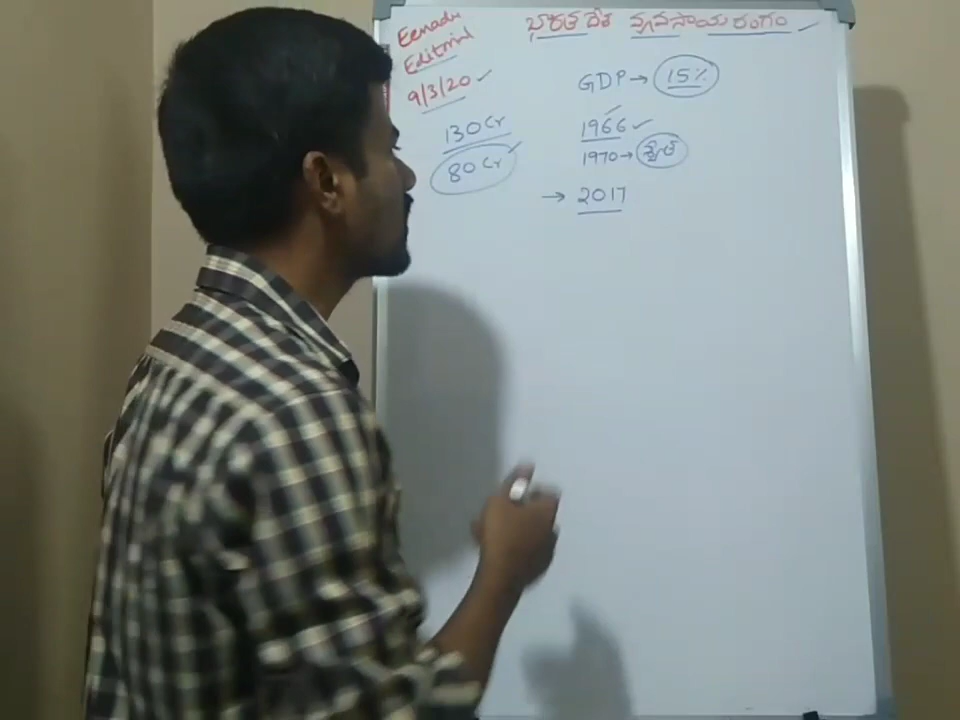 Eenadu
Editorial
9/3/20
130 Cr
80 Cr
భారత దేశ వ్యవసాయ రంగం
GDP → 15%
1966
1970 → శ్వేత
→ 2017